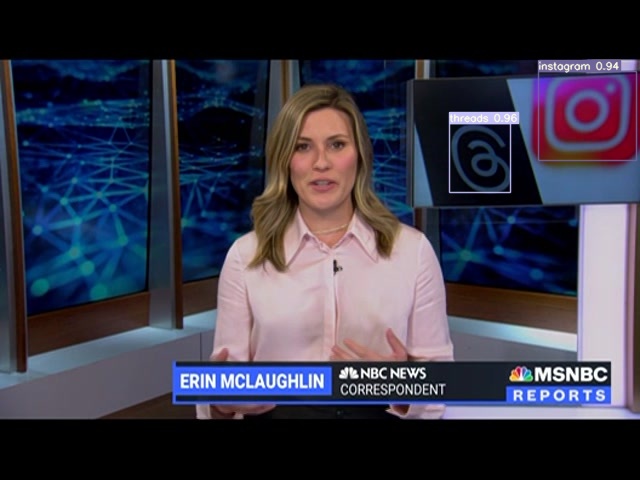 instagram 0.94
threads 0.96
ERIN MCLAUGHLIN
NBC NEWS
CORRESPONDENT
MSNBC
REPORTS